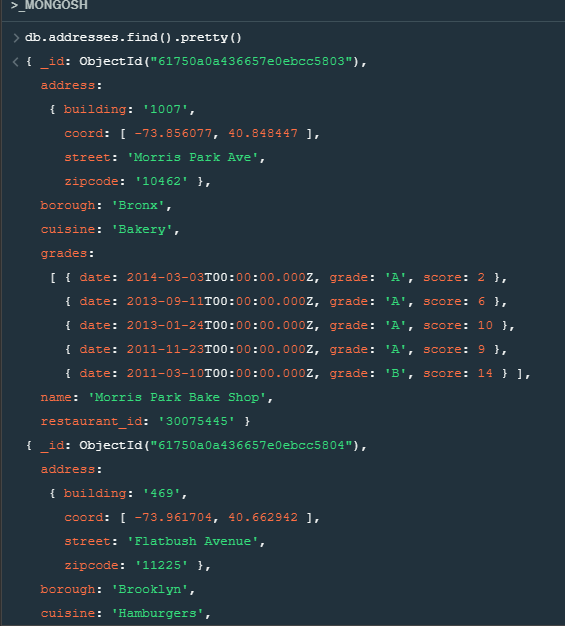 >_MONGOSH
> db.addresses.find().pretty()
< { _id: ObjectId("61750a0a436657e0ebcc5803"),
address:
{ building: '1007',
coord: [ -73.856077, 40.848447 ],
street: 'Morris Park Ave',
zipcode: '10462' },
borough: 'Bronx',
cuisine: 'Bakery',
grades:
[ { date: 2014-03-03T00:00:00.000Z, grade: 'A', score: 2 },
{ date: 2013-09-11T00:00:00.000Z, grade: 'A', score: 6 },
{ date: 2013-01-24T00:00:00.000Z, grade: 'A', score: 10 },
{ date: 2011-11-23T00:00:00.000Z, grade: 'A', score: 9 },
{ date: 2011-03-10T00:00:00.000Z, grade: 'B', score: 14 } ],
name: 'Morris Park Bake Shop',
restaurant_id: '30075445' }
{ _id: ObjectId("61750a0a436657e0ebcc5804"),
address:
{ building: '469',
coord: [ -73.961704, 40.662942 ],
street: 'Flatbush Avenue',
zipcode: '11225' },
borough: 'Brooklyn',
cuisine: 'Hamburgers',